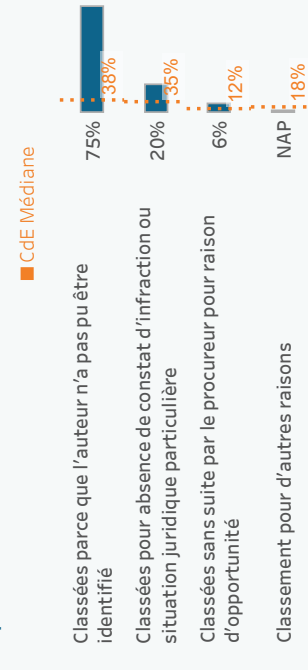 CdE Médiane
Classées parce que l'auteur n'a pas pu être
identifié
75%
38%
Classées pour absence de constat d'infraction ou
situation juridique particulière
20%
35%
Classées sans suite par le procureur pour raison
d'opportunité
6%
12%
Classement pour d'autres raisons
NAP
18%